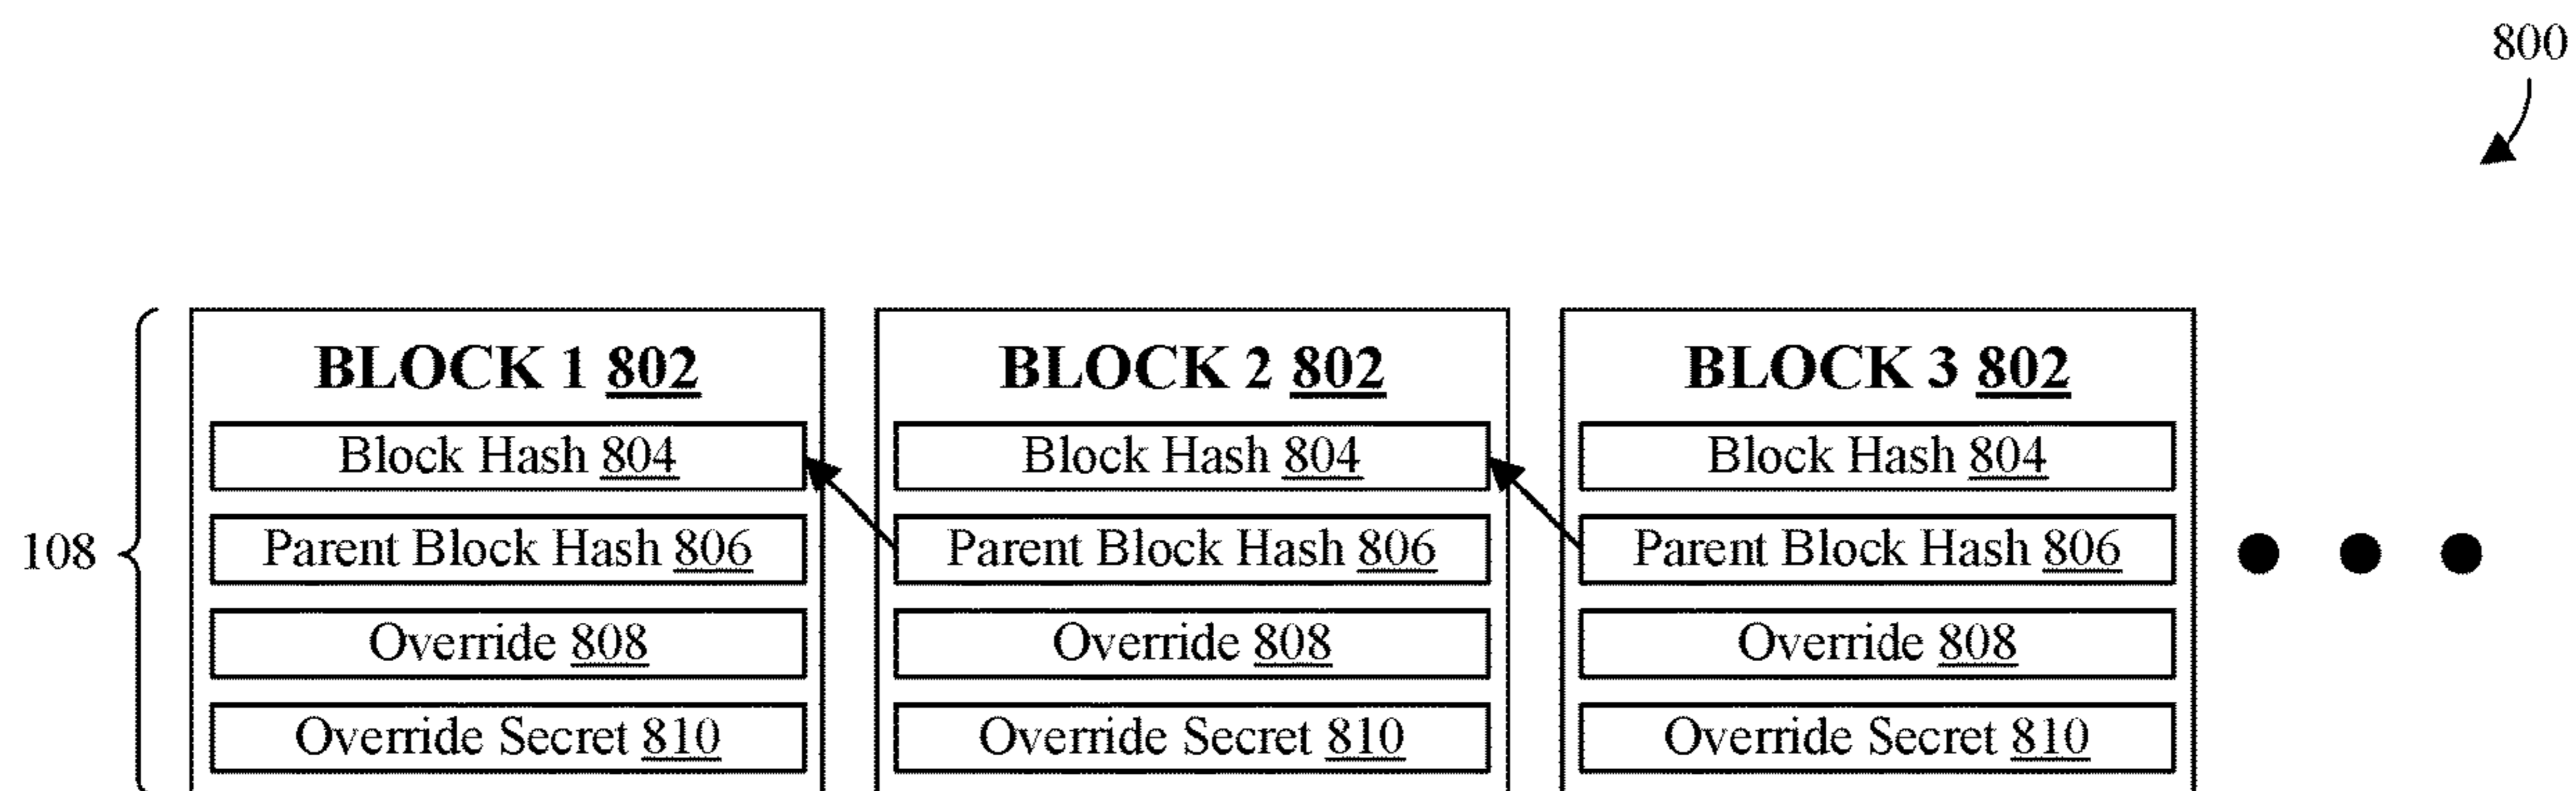 800
BLOCK 1 802
Block Hash 804
Parent Block Hash 806
Override 808
Override Secret 810
BLOCK 2 802
Block Hash 804
Parent Block Hash 806
Override 808
Override Secret 810
BLOCK 3 802
Block Hash 804
Parent Block Hash 806
Override 808
Override Secret 810
108